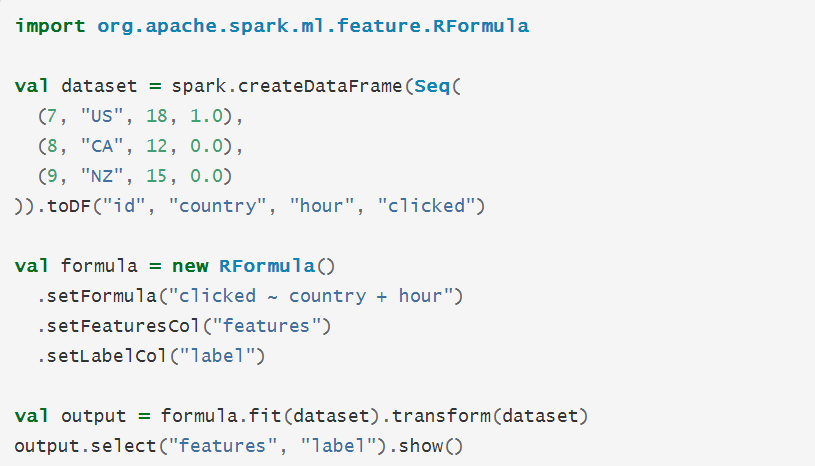 import org.apache.spark.ml.feature.RFormula
val dataset = spark.createDataFrame(Seq(
  (7, "US", 18, 1.0),
  (8, "CA", 12, 0.0),
  (9, "NZ", 15, 0.0)
)).toDF("id", "country", "hour", "clicked")
val formula = new RFormula()
  .setFormula("clicked ~ country + hour")
  .setFeaturesCol("features")
  .setLabelCol("label")
val output = formula.fit(dataset).transform(dataset)
output.select("features", "label").show()